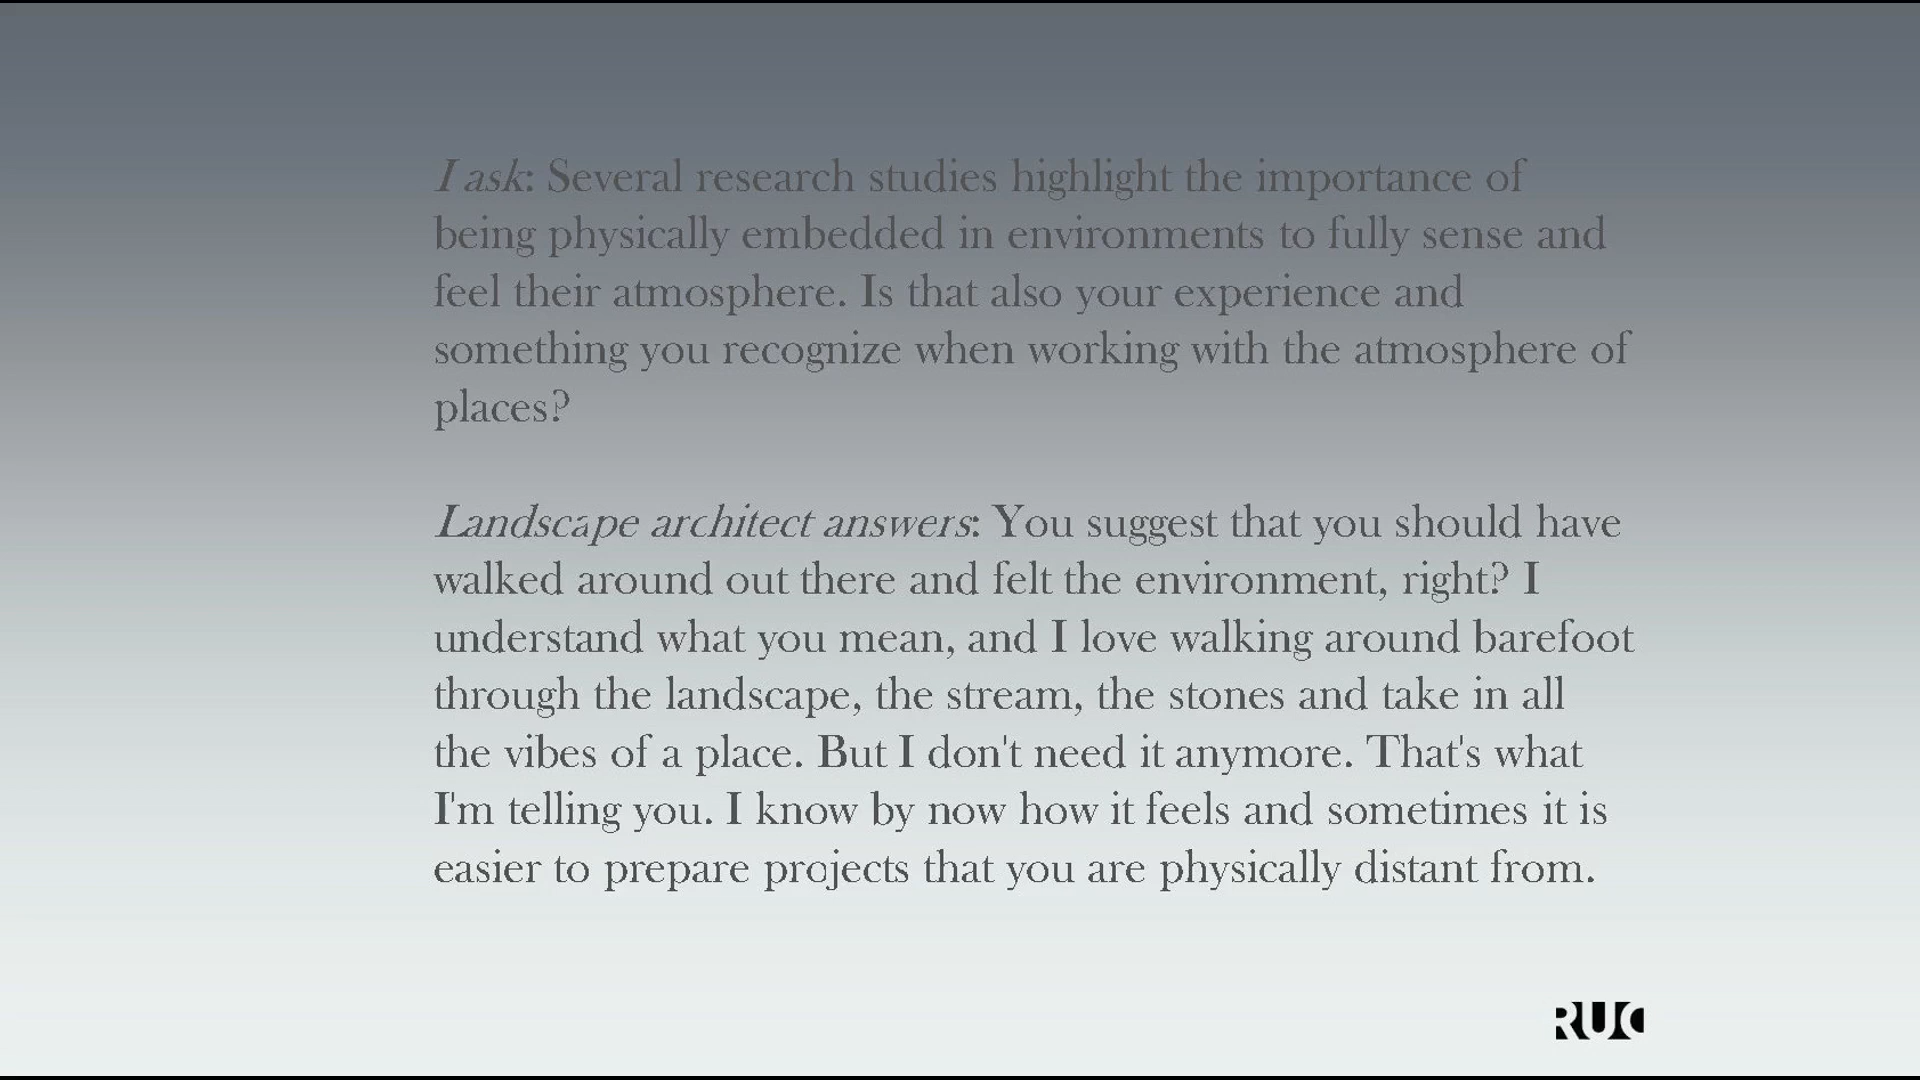 I ask: Several research studies highlight the importance of
being physically embedded in environments to fully sense and
feel their atmosphere. Is that also your experience and
something you recognize when working with the atmosphere of
places?
Landscape architect answers: You suggest that you should have
walked around out there and felt the environment, right? I
understand what you mean, and I love walking around barefoot
through the landscape, the stream, the stones and take in all
the vibes of a place. But I don't need it anymore. That's what
I'm telling you. I know by now how it feels and sometimes it is
easier to prepare projects that you are physically distant from.
RUC